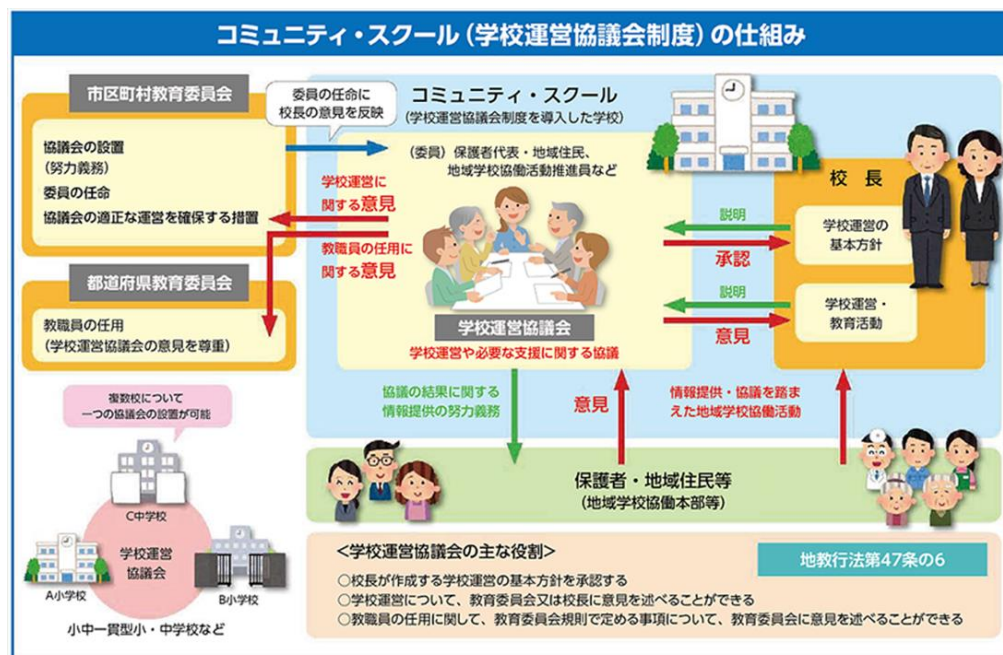 コミュニティ・スクール（学校運営協議会制度）の仕組み
市区町村教育委員会
協議会の設置
(努力義務)
委員の任命
協議会の適正な運営を確保する措置
委員の任命に
校長の意見を反映
コミュニティ・スクール
(学校運営協議会制度を導入した学校)
(委員) 保護者代表・地域住民、
地域学校協働活動推進員など
学校運営に
関する意見
教職員の任用に
関する意見
学校運営協議会
学校運営や必要な支援に関する協議
校長
説明
承認
学校運営の
基本方針
説明
意見
学校運営・
教育活動
都道府県教育委員会
教職員の任用
(学校運営協議会の意見を尊重)
協議の結果に関する
情報提供の努力義務
意見
情報提供・協議を踏ま
えた地域学校協働活動
保護者・地域住民等
(地域学校協働本部等)
複数校について
一つの協議会の設置が可能
C中学校
学校運営
協議会
A小学校
B小学校
小中一貫型小・中学校など
<学校運営協議会の主な役割>
地教行法第47条の6
○校長が作成する学校運営の基本方針を承認する
○学校運営について、教育委員会又は校長に意見を述べることができる
○教職員の任用に関して、教育委員会規則で定める事項について、教育委員会に意見を述べることができる